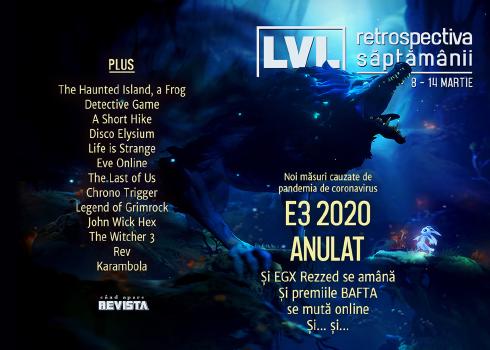 PLUS
The Haunted Island, a Frog
Detective Game
A Short Hike
Disco Elysium
Life is Strange
Eve Online
The Last of Us
Chrono Trigger
Legend of Grimrock
John Wick Hex
The Witcher 3
Rev
Karambola
când apare
REVISTA
LVL
retrospectiva
săptămânii
8 - 14 MARTIE
Noi măsuri cauzate de
pandemia de coronavirus
E3 2020
ANULAT
Și EGX Rezzed se amână
Și premiile BAFTA
se mută online
Și... și...